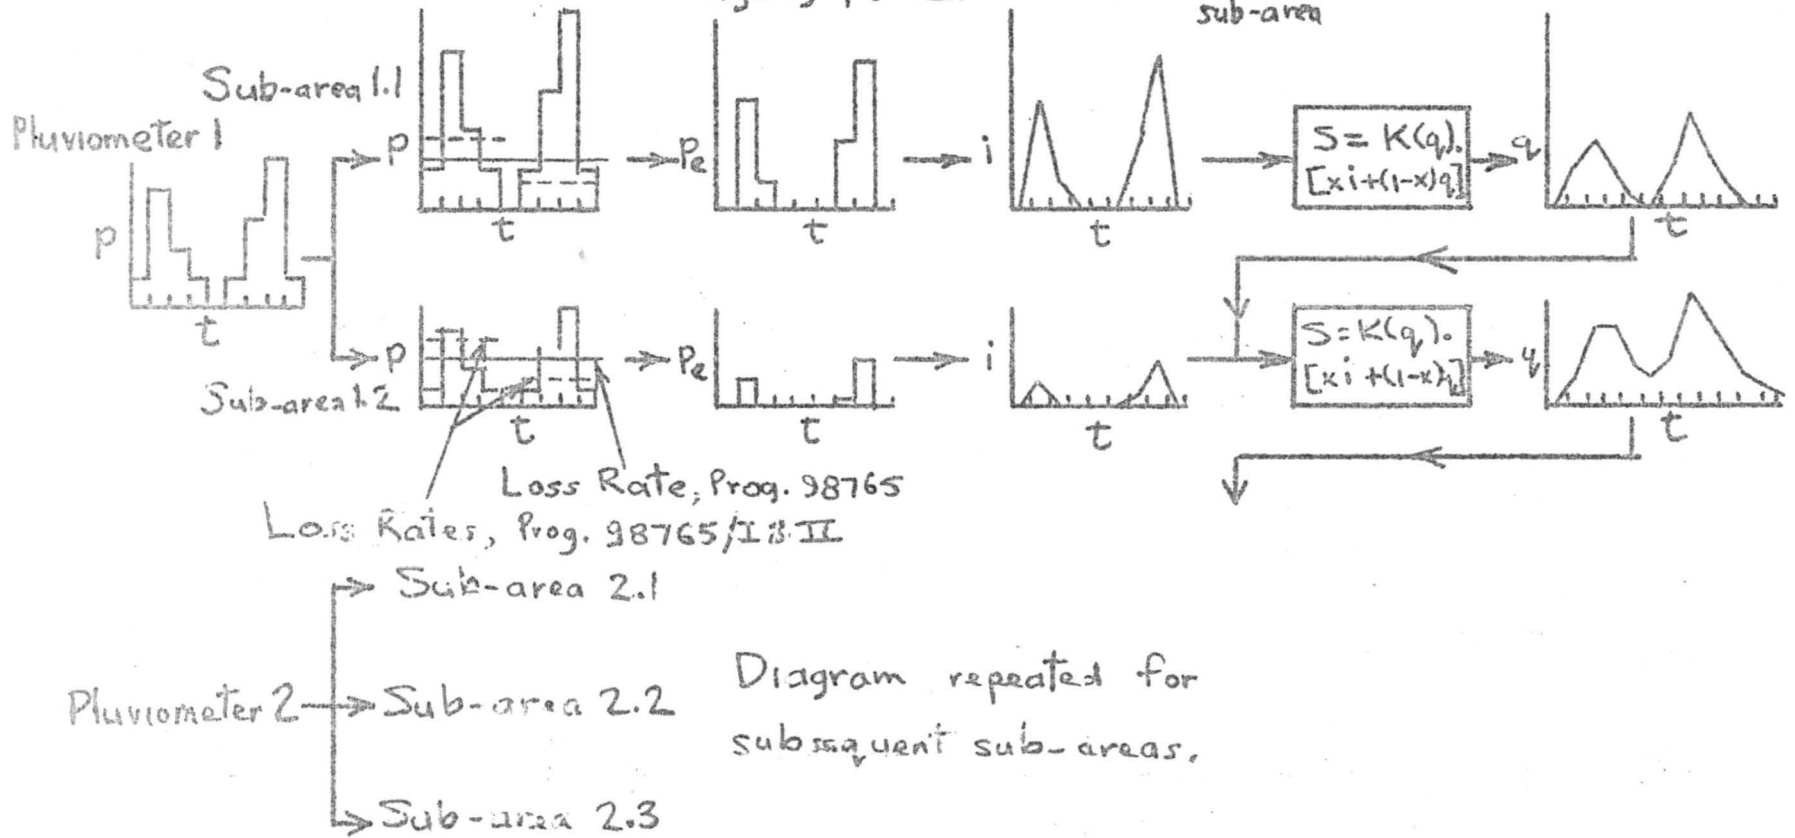 sub-area
Sub-area 1.1
Pluviometer 1
p
t
p
t
Pe
t
i
t
S = K(q).
[xi+(1-x)q]
q
t
Sub-area 1.2
p
t
Pe
t
i
t
S = K(q).
[xi+(1-x)q]
q
t
Loss Rate, Prog. 98765
Loss Rates, Prog. 98765/I & II
Sub-area 2.1
Pluviometer 2
Sub-area 2.2
Sub-area 2.3
Diagram repeated for
subsequent sub-areas.